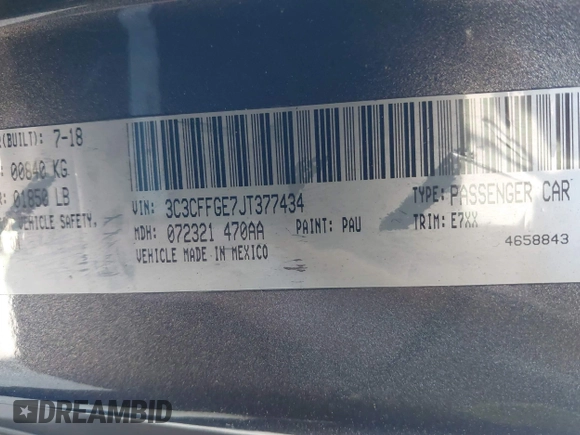 (BUILT): 7-18
00840 KG
01850 LB
VEHICLE SAFETY.
VIN: 3C3CFFGE7JT377434
TYPE: PASSENGER CAR
MDH: 072321 470AA PAINT: PAU TRIM: E7XX
VEHICLE MADE IN MEXICO
4658843
DREAMBID